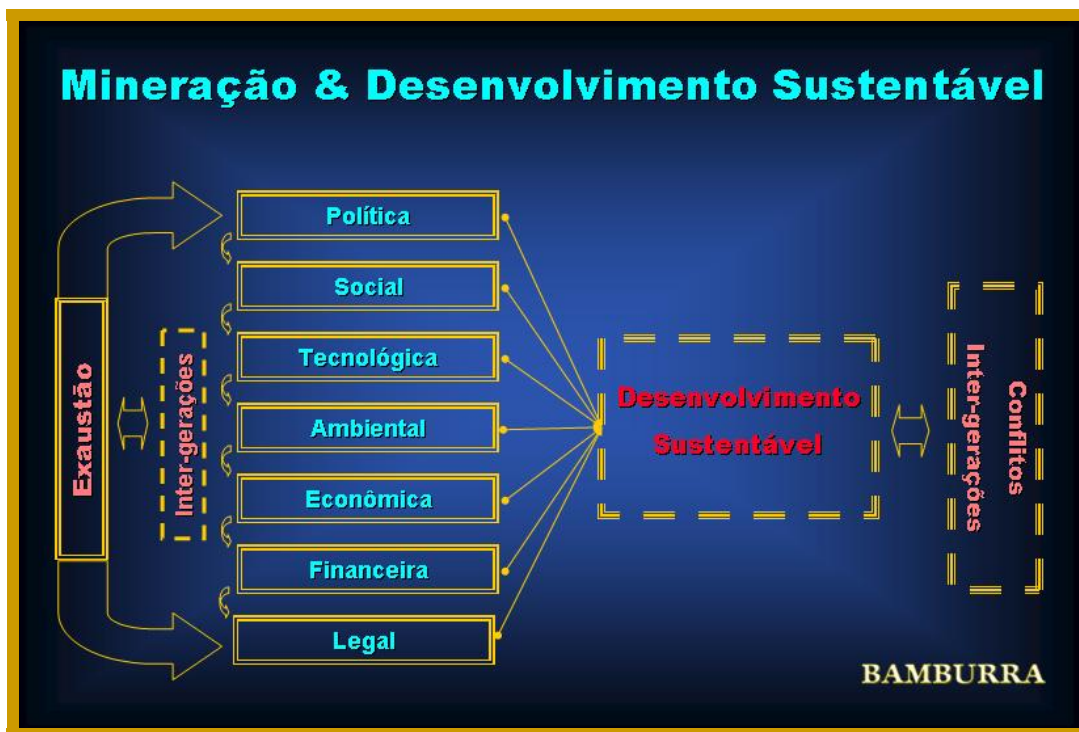 Mineração & Desenvolvimento Sustentável
Política
Social
Tecnológica
Ambiental
Econômica
Financeira
Legal
Exaustão
Inter-gerações
Desenvolvimento
Sustentável
Conflitos
Inter-gerações
BAMBURRA